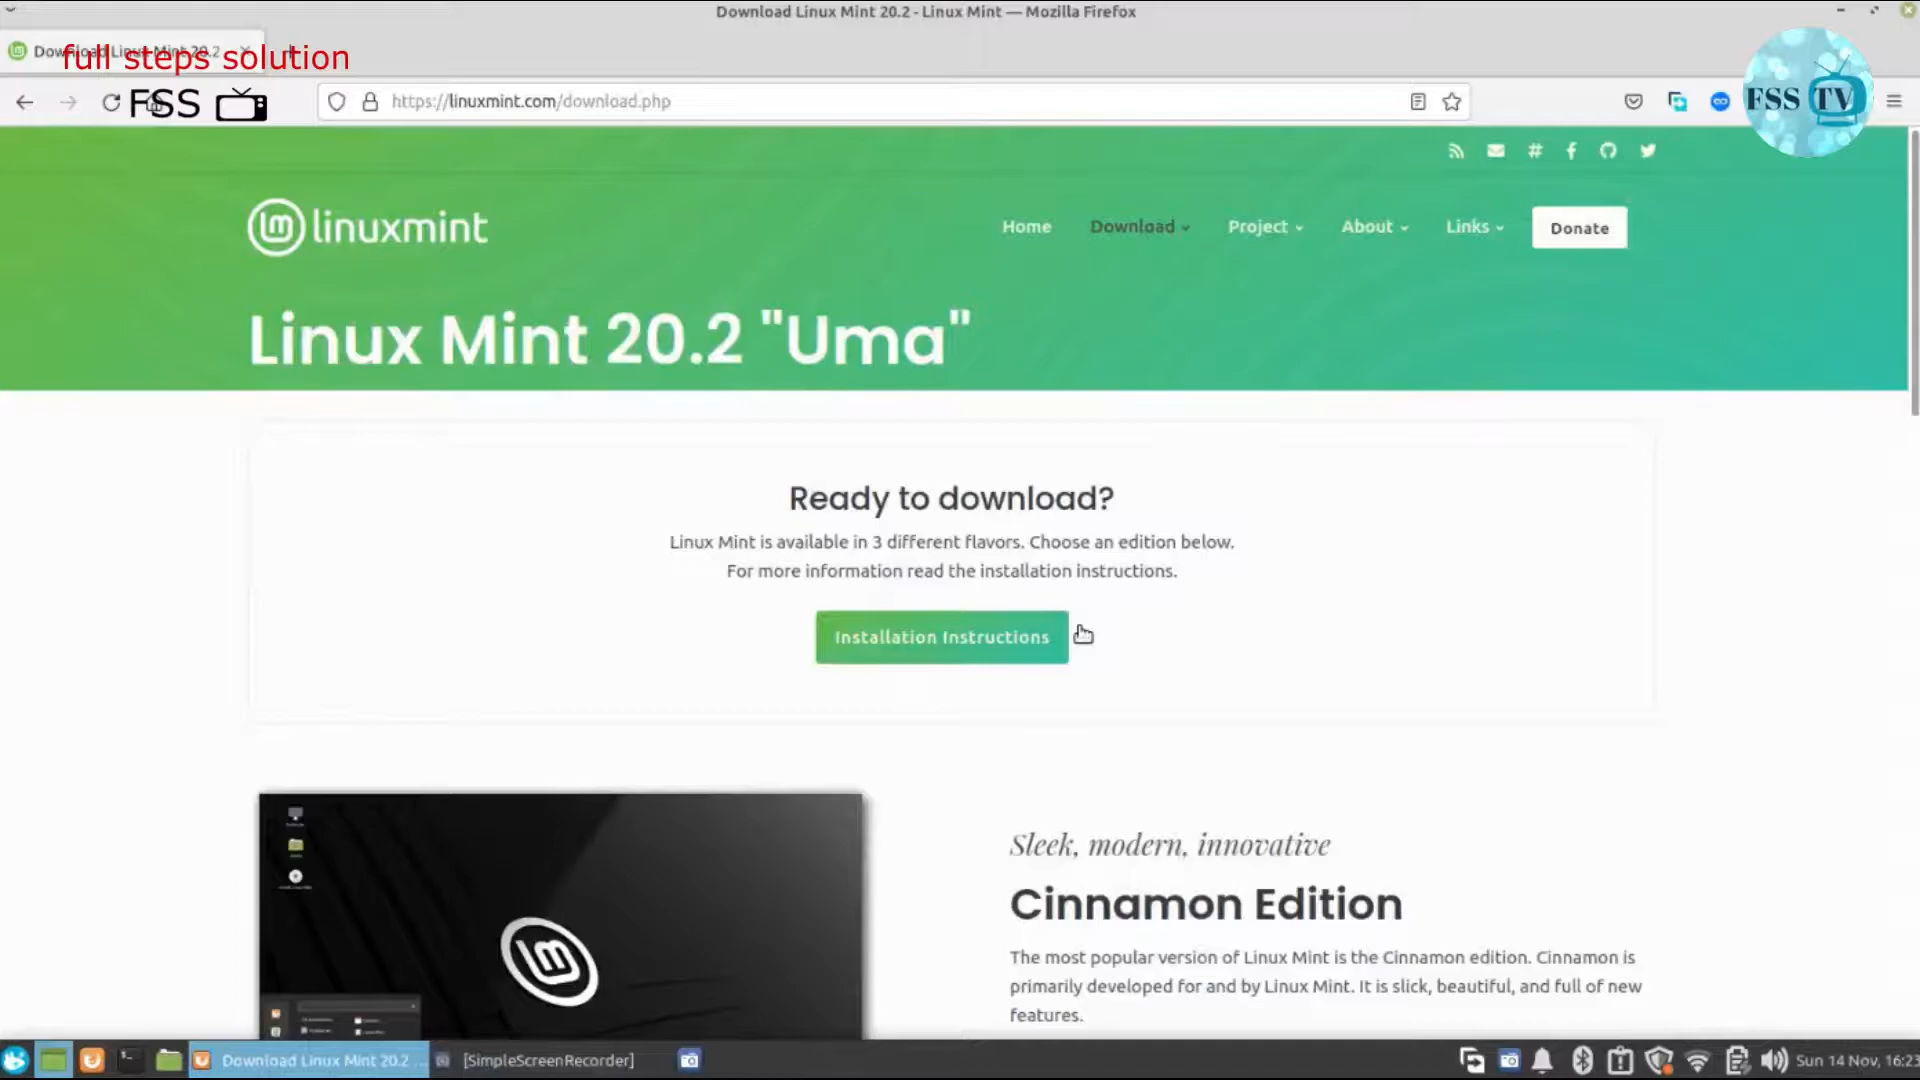 Download Linux Mint 20.2 - Linux Mint — Mozilla Firefox
Download Linux Mint 20.2
full steps solution
FSS
https://linuxmint.com/download.php
FSS TV
linuxmint
Home
Download
Project
About
Links
Donate
Linux Mint 20.2 "Uma"
Ready to download?
Linux Mint is available in 3 different flavors. Choose an edition below.
For more information read the installation instructions.
Installation Instructions
Sleek, modern, innovative
Cinnamon Edition
The most popular version of Linux Mint is the Cinnamon edition. Cinnamon is
primarily developed for and by Linux Mint. It is slick, beautiful, and full of new
features.
Download Linux Mint 20.2 ...
[SimpleScreenRecorder]
Sun 14 Nov, 16:23